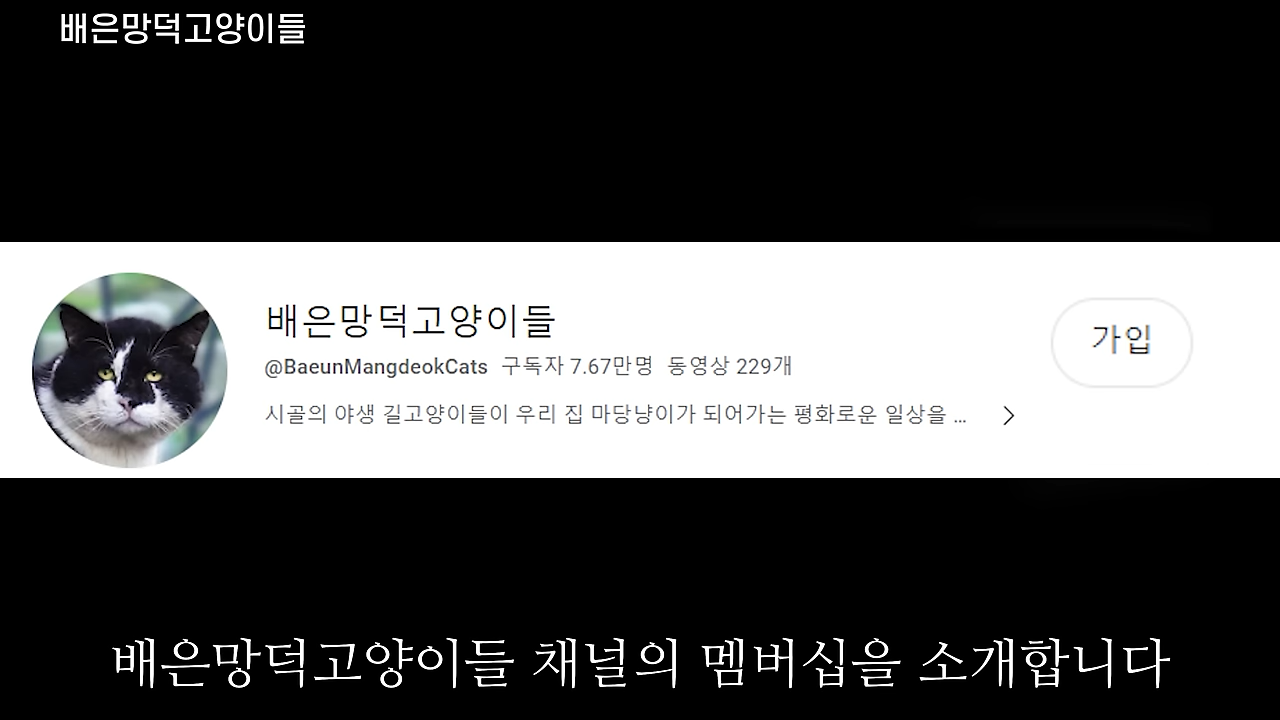 배은망덕고양이들
배은망덕고양이들
@BaeunMangdeokCats 구독자 7.67만명 동영상 229개
시골의 야생 길고양이들이 우리 집 마당냥이가 되어가는 평화로운 일상을 ...
가입
배은망덕고양이들 채널의 멤버십을 소개합니다